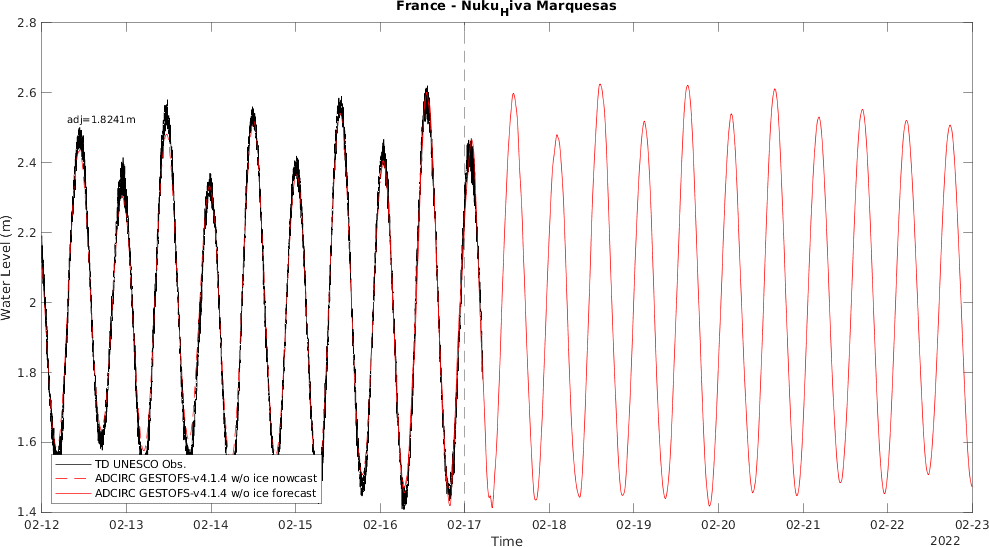 France - Nuku_Hiva Marquesas
2.8
2.6
2.4
2.2
2
1.8
1.6
1.4
Water Level (m)
adj=1.8241m
TD UNESCO Obs.
ADCIRC GESTOFS-v4.1.4 w/o ice nowcast
ADCIRC GESTOFS-v4.1.4 w/o ice forecast
02-12 02-13 02-14 02-15 02-16 02-17 02-18 02-19 02-20 02-21 02-22 02-23
Time
2022